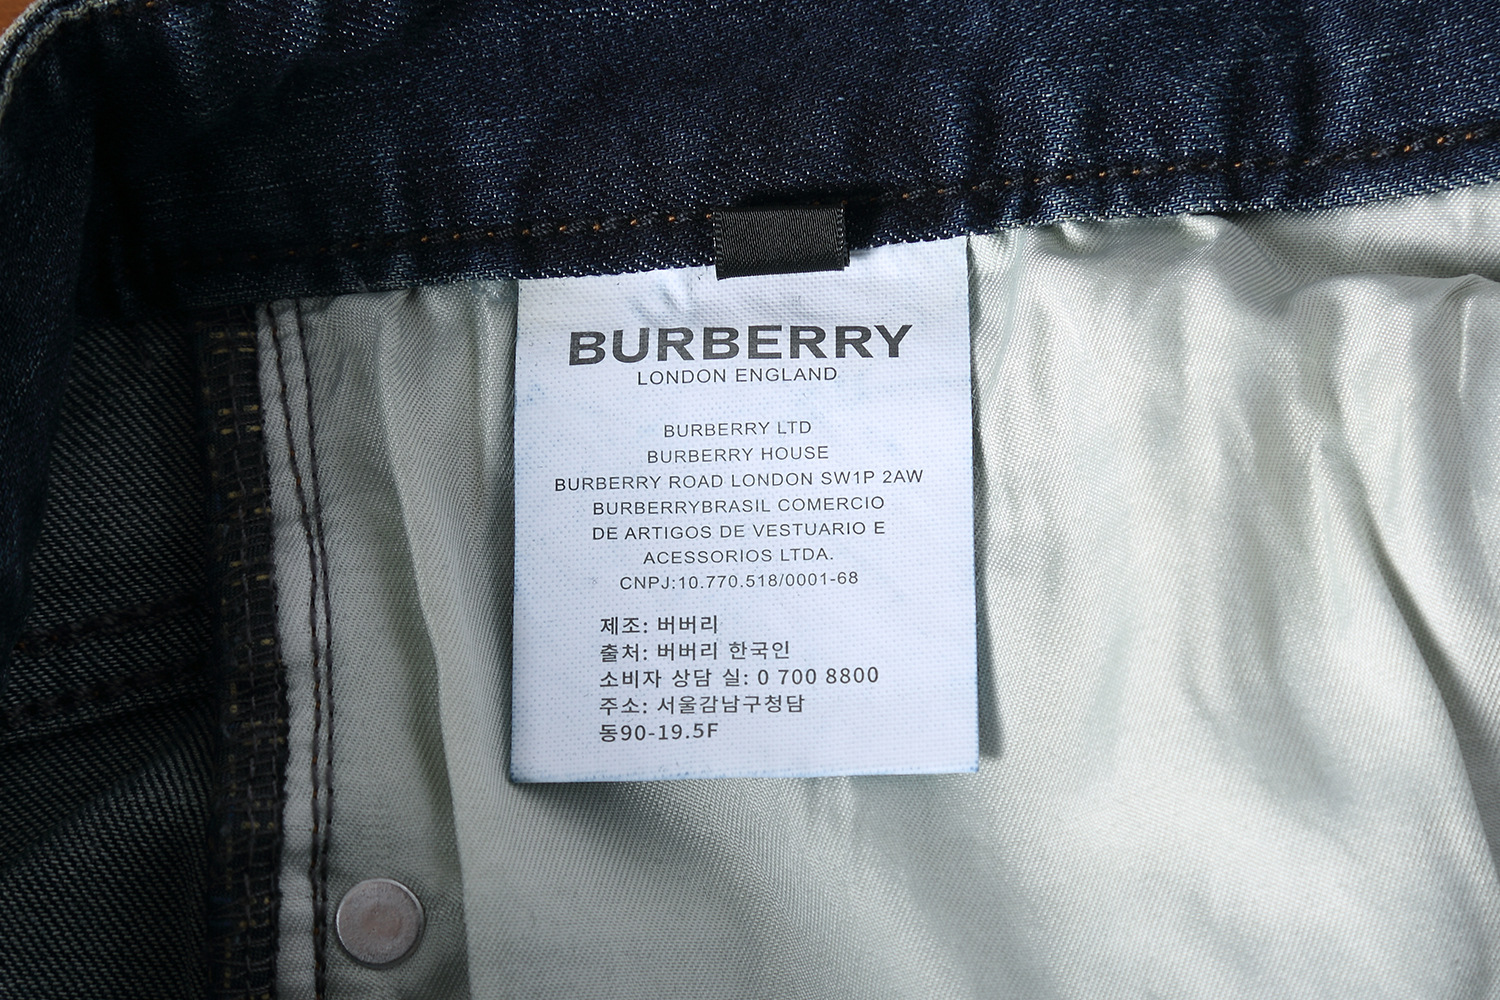 BURBERRY
LONDON ENGLAND
BURBERRY LTD
BURBERRY HOUSE
BURBERRY ROAD LONDON SW1P 2AW
BURBERRYBRASIL COMERCIO
DE ARTIGOS DE VESTUARIO E
ACESSORIOS LTDA.
CNPJ:10.770.518/0001-68
제조: 버버리
출처: 버버리 한국인
소비자 상담 실: 0 700 8800
주소: 서울감남구청담
동90-19.5F